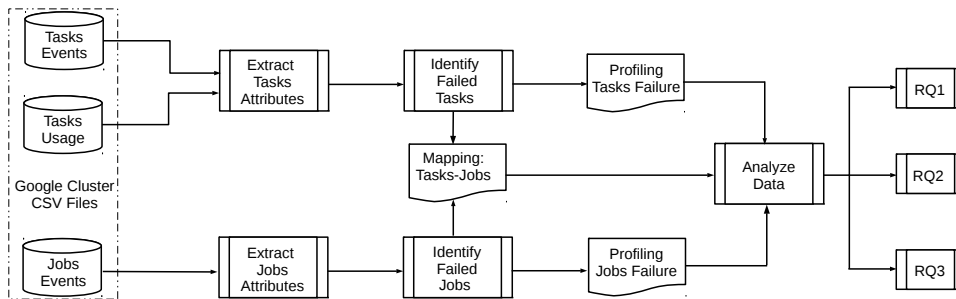 Tasks
Events
Tasks
Usage
Google Cluster
CSV Files
Jobs
Events
Extract
Tasks
Attributes
Extract
Jobs
Attributes
Identify
Failed
Tasks
Mapping:
Tasks-Jobs
Identify
Failed
Jobs
Profiling
Tasks Failure
Profiling
Jobs Failure
Analyze
Data
RQ1
RQ2
RQ3